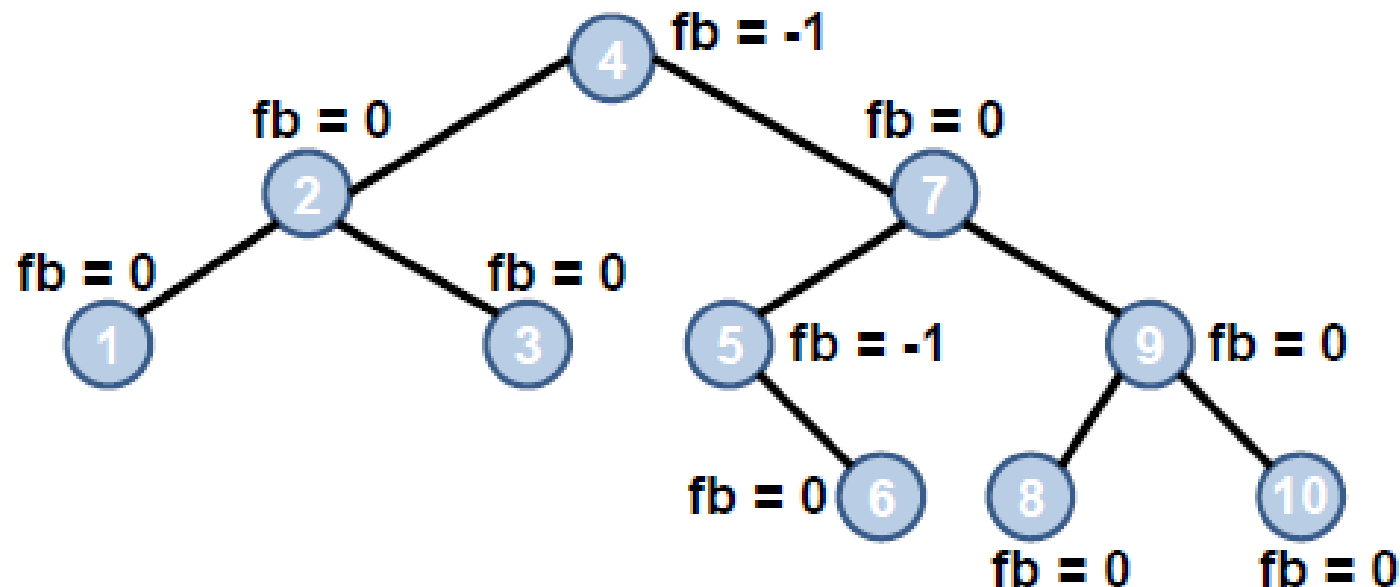 4 fb = -1
fb = 0 fb = 0
2 7
fb = 0 fb = 0
1 3 5 fb = -1 9 fb = 0
fb = 0 6 8 10
fb = 0 fb = 0